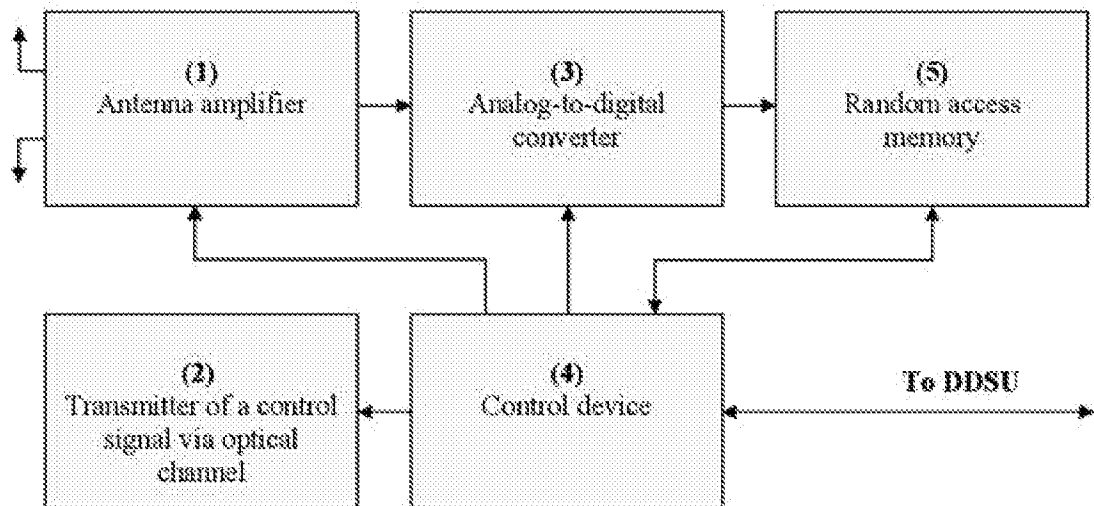 (1)
Antenna amplifier
(3)
Analog-to-digital
converter
(5)
Random access
memory
(2)
Transmitter of a control
signal via optical
channel
(4)
Control device
To DDSU